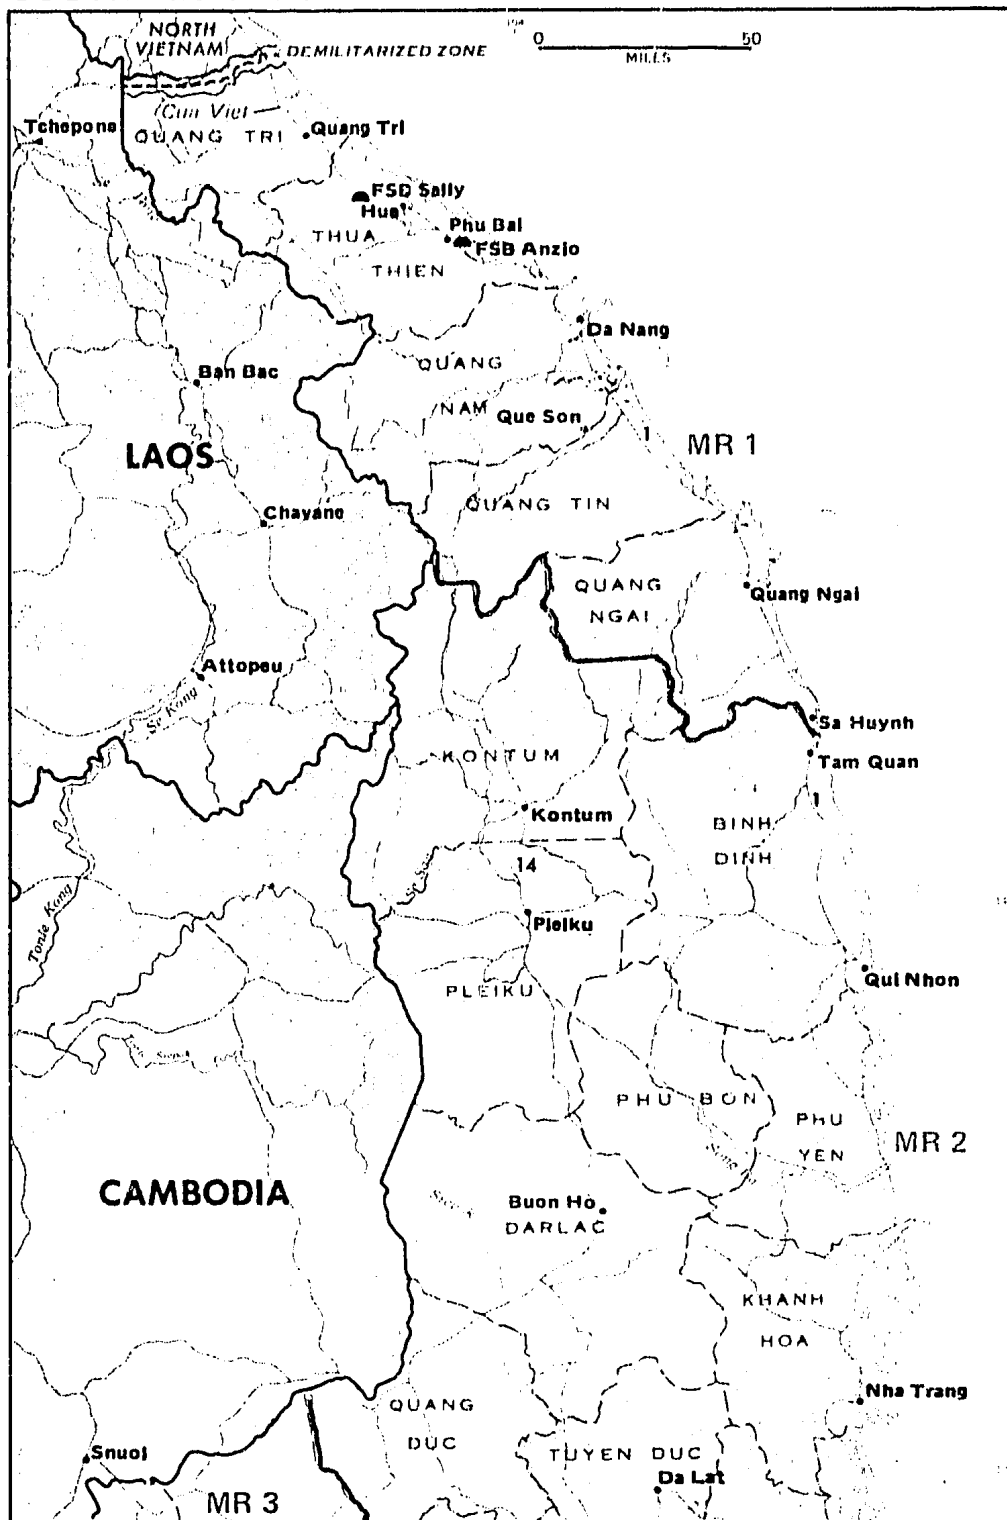 NORTH
VIETNAM
DEMILITARIZED ZONE
0 50
MILES
Cua Viet
Tchepone
QUANG TRI
Quang Tri
FSB Sally
Hue
Phu Bai
FSB Anzio
THUA
THIEN
Da Nang
QUANG
NAM
Ban Bac
Que Son
1
MR 1
LAOS
QUANG TIN
Chavane
QUANG
NGAI
Quang Ngai
Attopeu
Se Kong
Sa Huynh
Tam Quan
KONTUM
1
Kontum
BINH
DINH
14
Se San
Pleiku
Tonle Kong
Qui Nhon
PLEIKU
PHU BON
PHU
YEN
MR 2
Song
CAMBODIA
Buon Ho
DARLAC
KHANH
HOA
Nha Trang
QUANG
DUC
TUYEN DUC
Da Lat
Snuol
MR 3